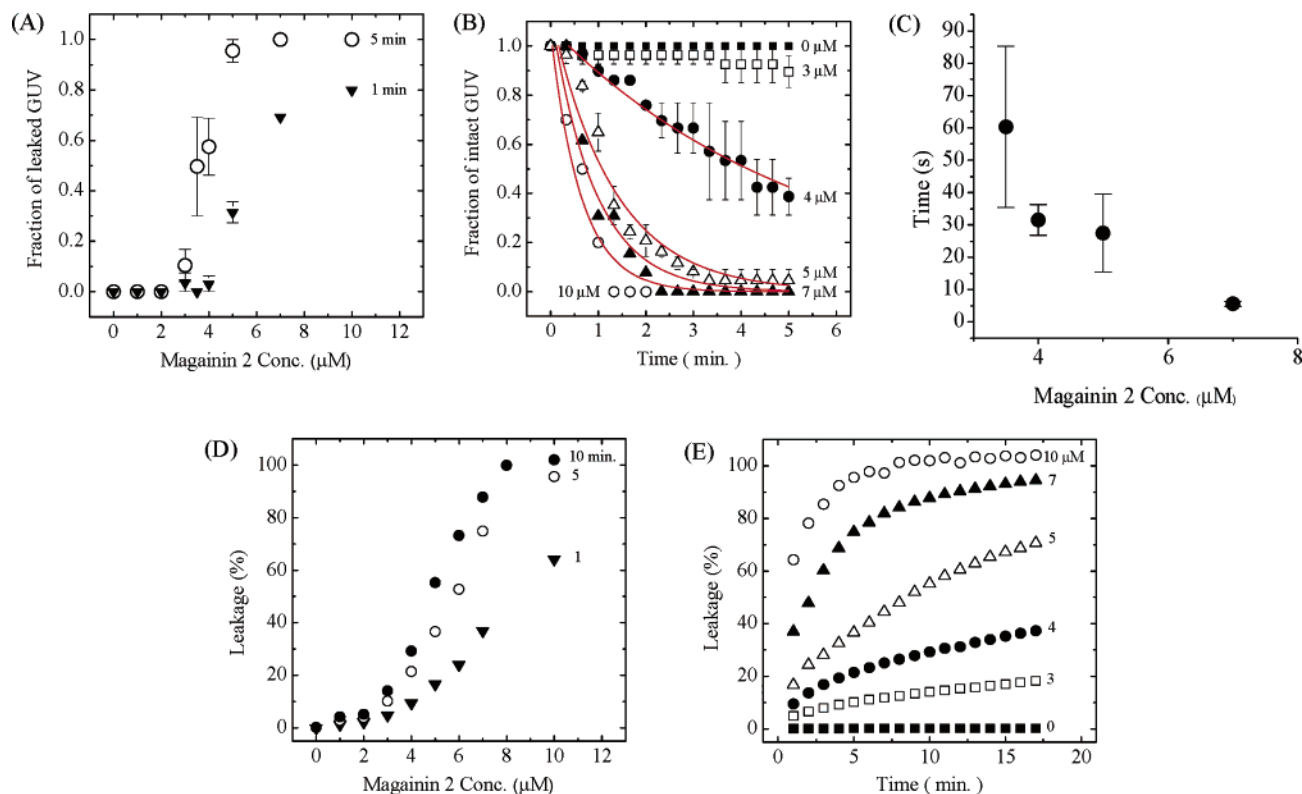 (A)
Fraction of leaked GUV
1.0
0.8
0.6
0.4
0.2
0.0
5 min
1 min
0 2 4 6 8 10 12
Magainin 2 Conc. (μM)
(B)
Fraction of intact GUV
1.0
0.8
0.6
0.4
0.2
0.0
0 μM
3 μM
4 μM
5 μM
7 μM
10 μM
0 1 2 3 4 5 6
Time ( min. )
(C)
Time (s)
90
80
70
60
50
40
30
20
10
0
4 6 8
Magainin 2 Conc. (μM)
(D)
Leakage (%)
100
80
60
40
20
0
10 min.
5
1
0 2 4 6 8 10 12
Magainin 2 Conc. (μM)
(E)
Leakage (%)
100
80
60
40
20
0
10 μM
7
5
4
3
0
0 5 10 15 20
Time ( min. )